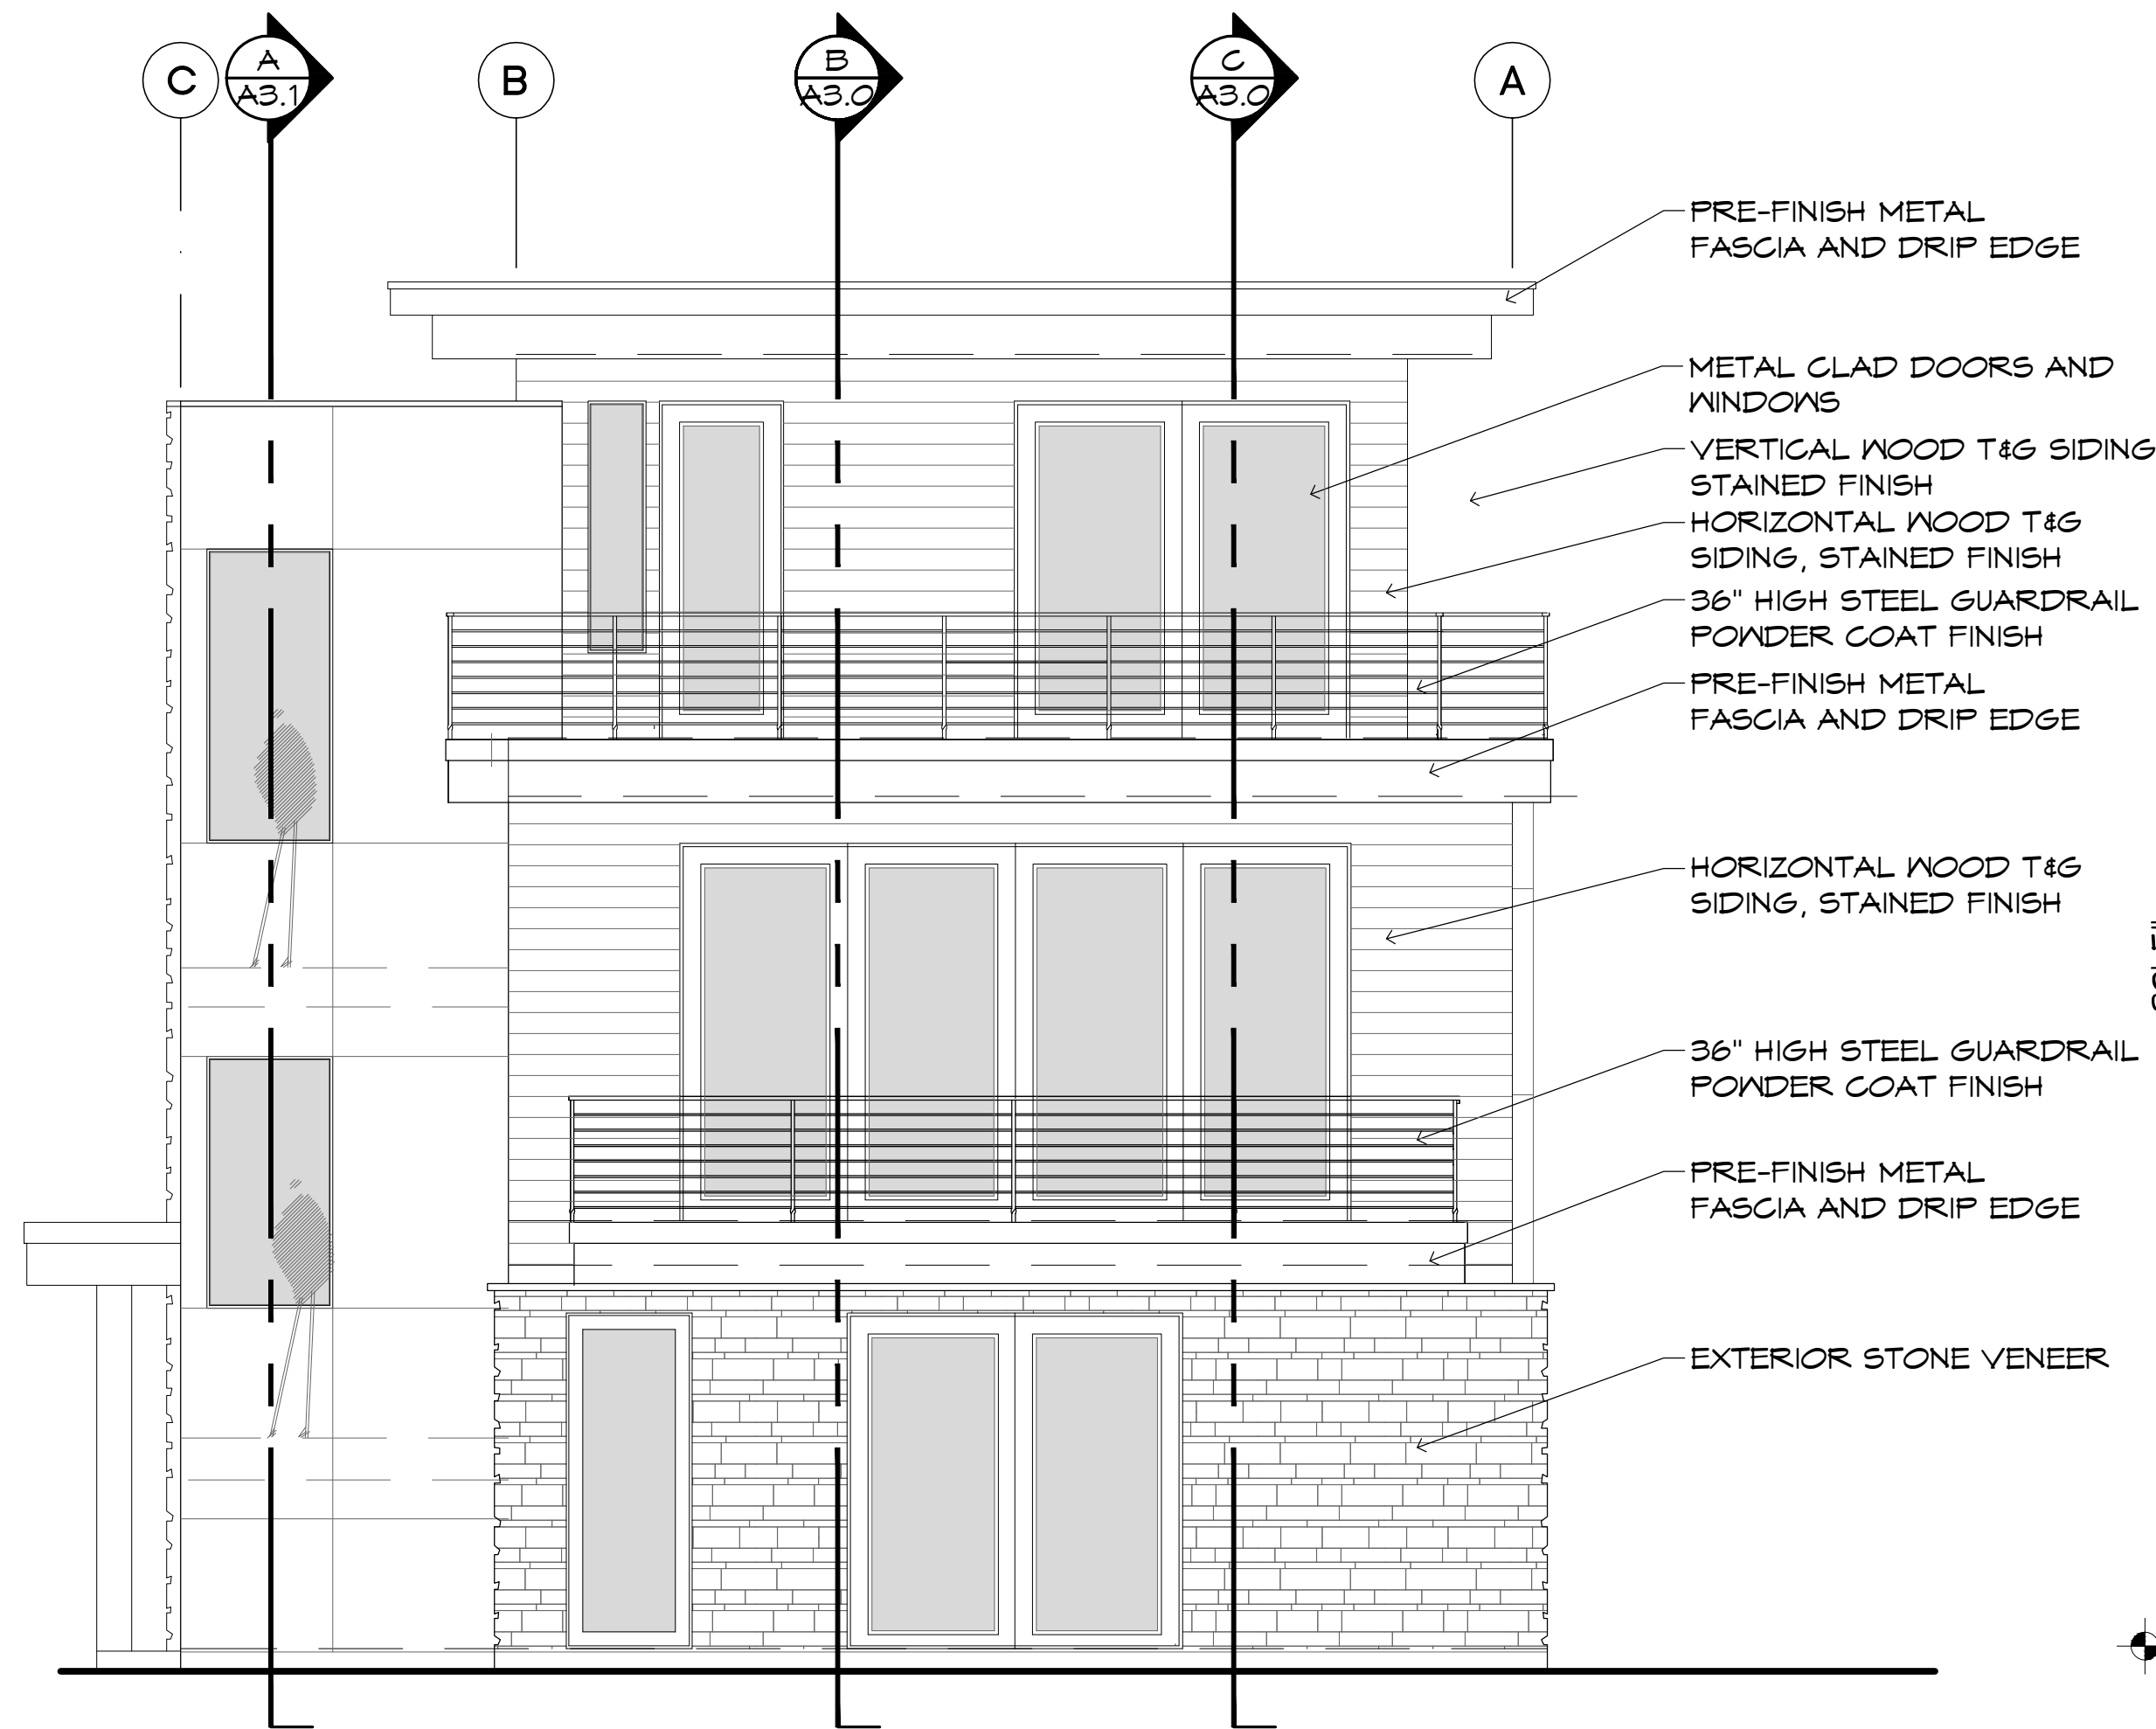 C
A
A3.1
B
B
A3.0
C
A3.0
A
PRE-FINISH METAL
FASCIA AND DRIP EDGE
METAL CLAD DOORS AND
WINDOWS
VERTICAL WOOD T&G SIDING
STAINED FINISH
HORIZONTAL WOOD T&G
SIDING, STAINED FINISH
36" HIGH STEEL GUARDRAIL
POWDER COAT FINISH
PRE-FINISH METAL
FASCIA AND DRIP EDGE
HORIZONTAL WOOD T&G
SIDING, STAINED FINISH
36" HIGH STEEL GUARDRAIL
POWDER COAT FINISH
PRE-FINISH METAL
FASCIA AND DRIP EDGE
EXTERIOR STONE VENEER